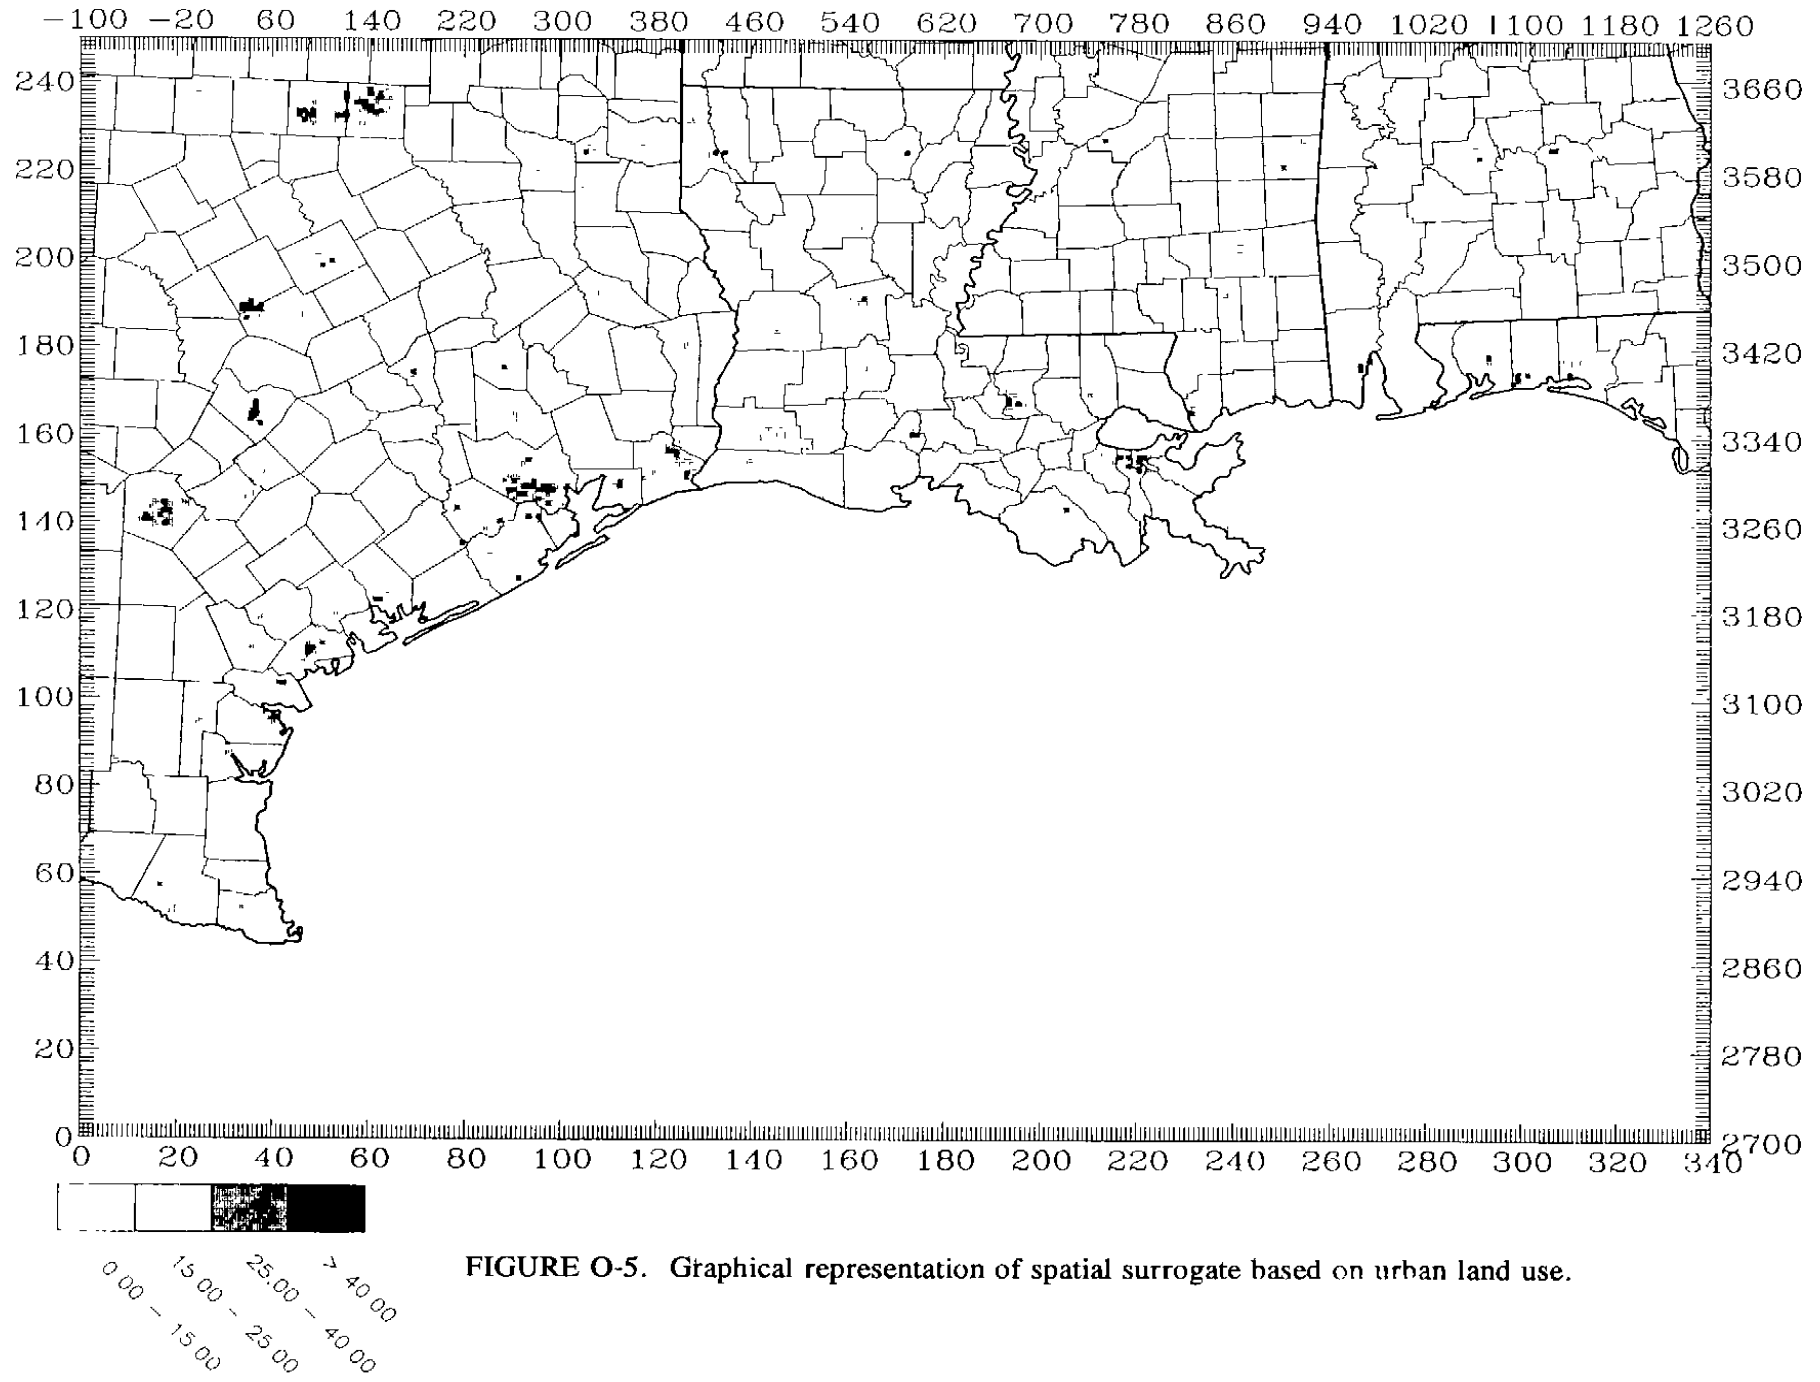 -100 -20 60 140 220 300 380 460 540 620 700 780 860 940 1020 1100 1180 1260
240 3660
220 3580
200 3500
180 3420
160 3340
140 3260
120 3180
100 3100
80 3020
60 2940
40 2860
20 2780
0 2700
0 20 40 60 80 100 120 140 160 180 200 220 240 260 280 300 320 340
0.00 - 15.00
15.00 - 25.00
25.00 - 40.00
> 40.00
FIGURE O-5. Graphical representation of spatial surrogate based on urban land use.